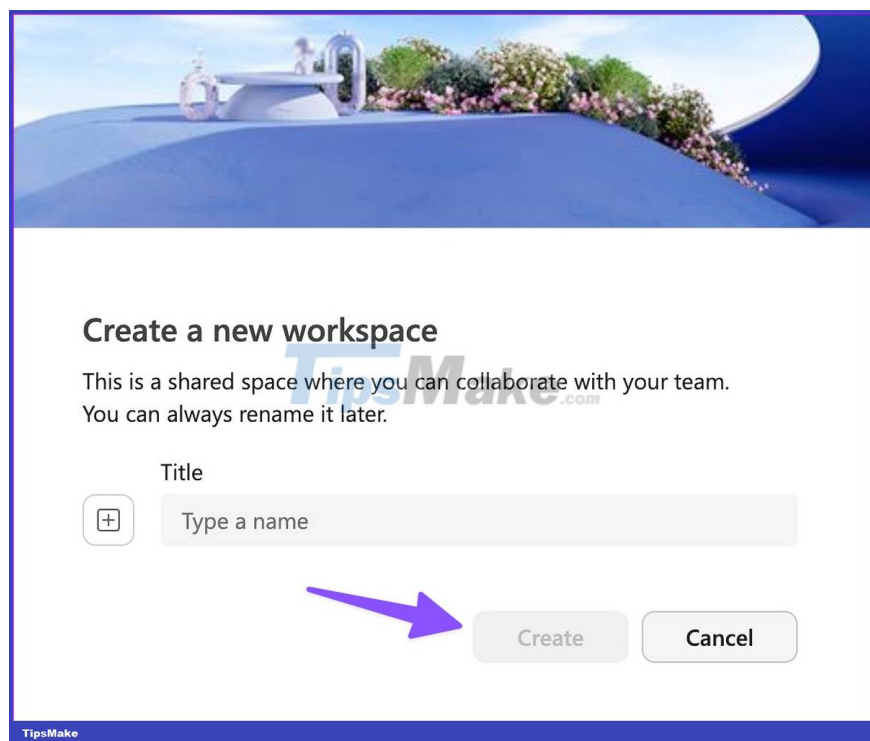 Create a new workspace
This is a shared space where you can collaborate with your team.
You can always rename it later.
TipsMake.com
Title
Type a name
Create
Cancel
TipsMake